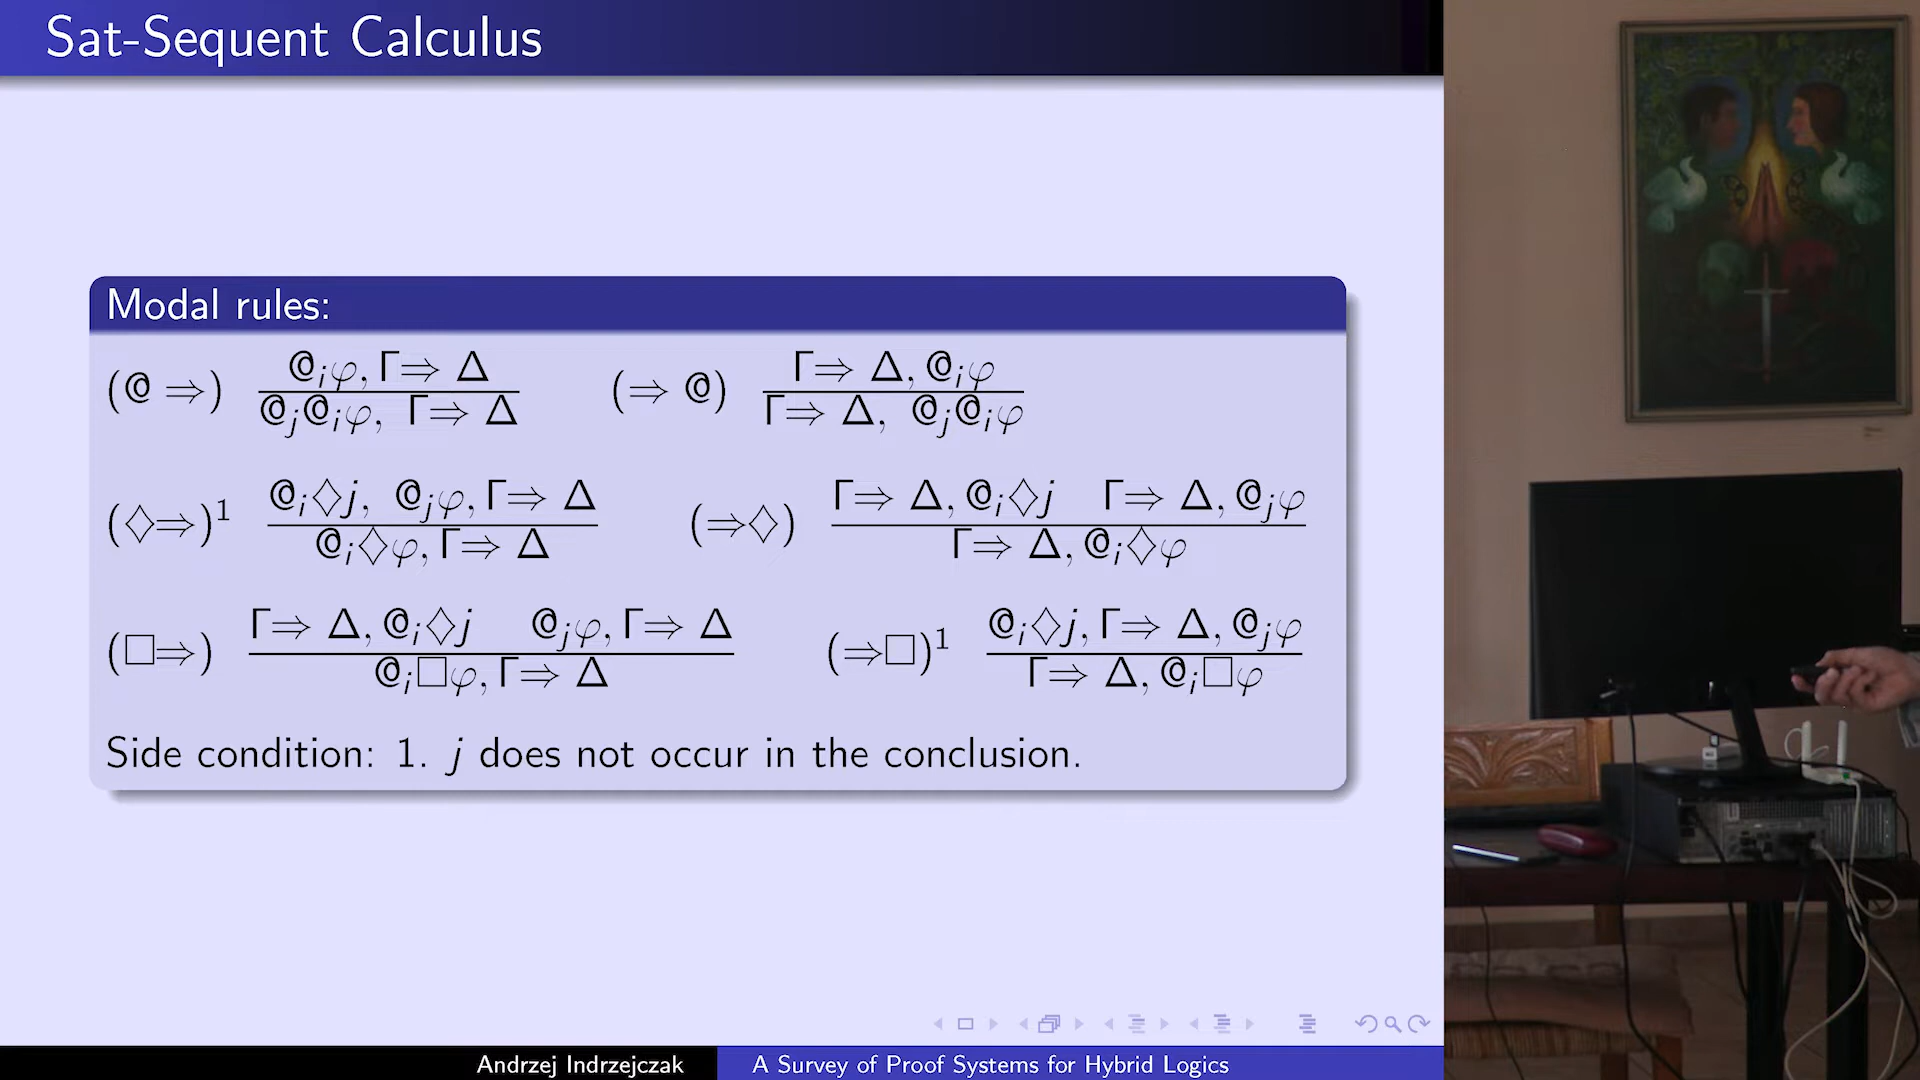 Sat-Sequent Calculus
Modal rules:
(@ ⇒) @ᵢφ, Γ ⇒ Δ / @ⱼ@ᵢφ, Γ ⇒ Δ (⇒ @) Γ ⇒ Δ, @ᵢφ / Γ ⇒ Δ, @ⱼ@ᵢφ
(◇⇒)¹ @ᵢ◇j, @ⱼφ, Γ ⇒ Δ / @ᵢ◇φ, Γ ⇒ Δ (⇒◇) Γ ⇒ Δ, @ᵢ◇j Γ ⇒ Δ, @ⱼφ / Γ ⇒ Δ, @ᵢ◇φ
(□⇒) Γ ⇒ Δ, @ᵢ◇j @ⱼφ, Γ ⇒ Δ / @ᵢ□φ, Γ ⇒ Δ (⇒□)¹ @ᵢ◇j, Γ ⇒ Δ, @ⱼφ / Γ ⇒ Δ, @ᵢ□φ
Side condition: 1. j does not occur in the conclusion.
Andrzej Indrzejczak A Survey of Proof Systems for Hybrid Logics